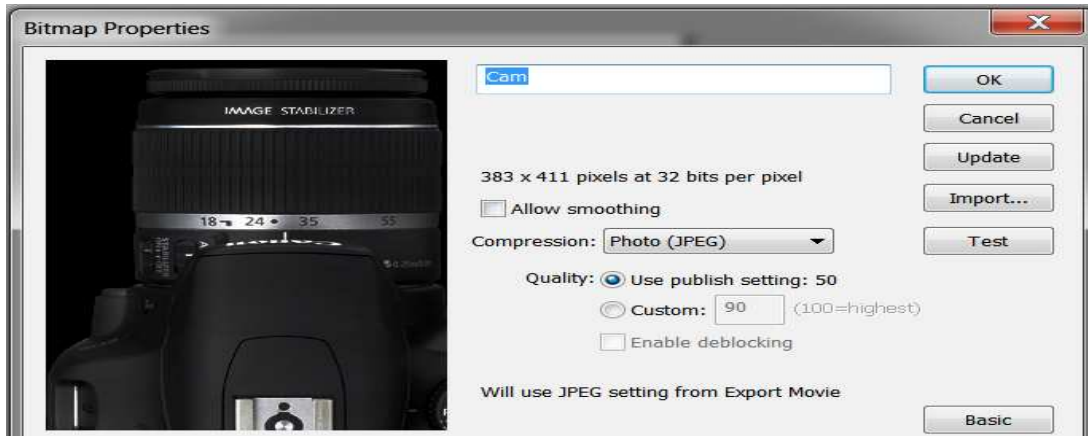 Bitmap Properties
Cam
OK
Cancel
Update
Import...
Test
Basic
383 x 411 pixels at 32 bits per pixel
Allow smoothing
Compression: Photo (JPEG)
Quality: Use publish setting: 50
Custom: 90 (100=highest)
Enable deblocking
Will use JPEG setting from Export Movie
IMAGE STABILIZER
18 24 35 55
Canon